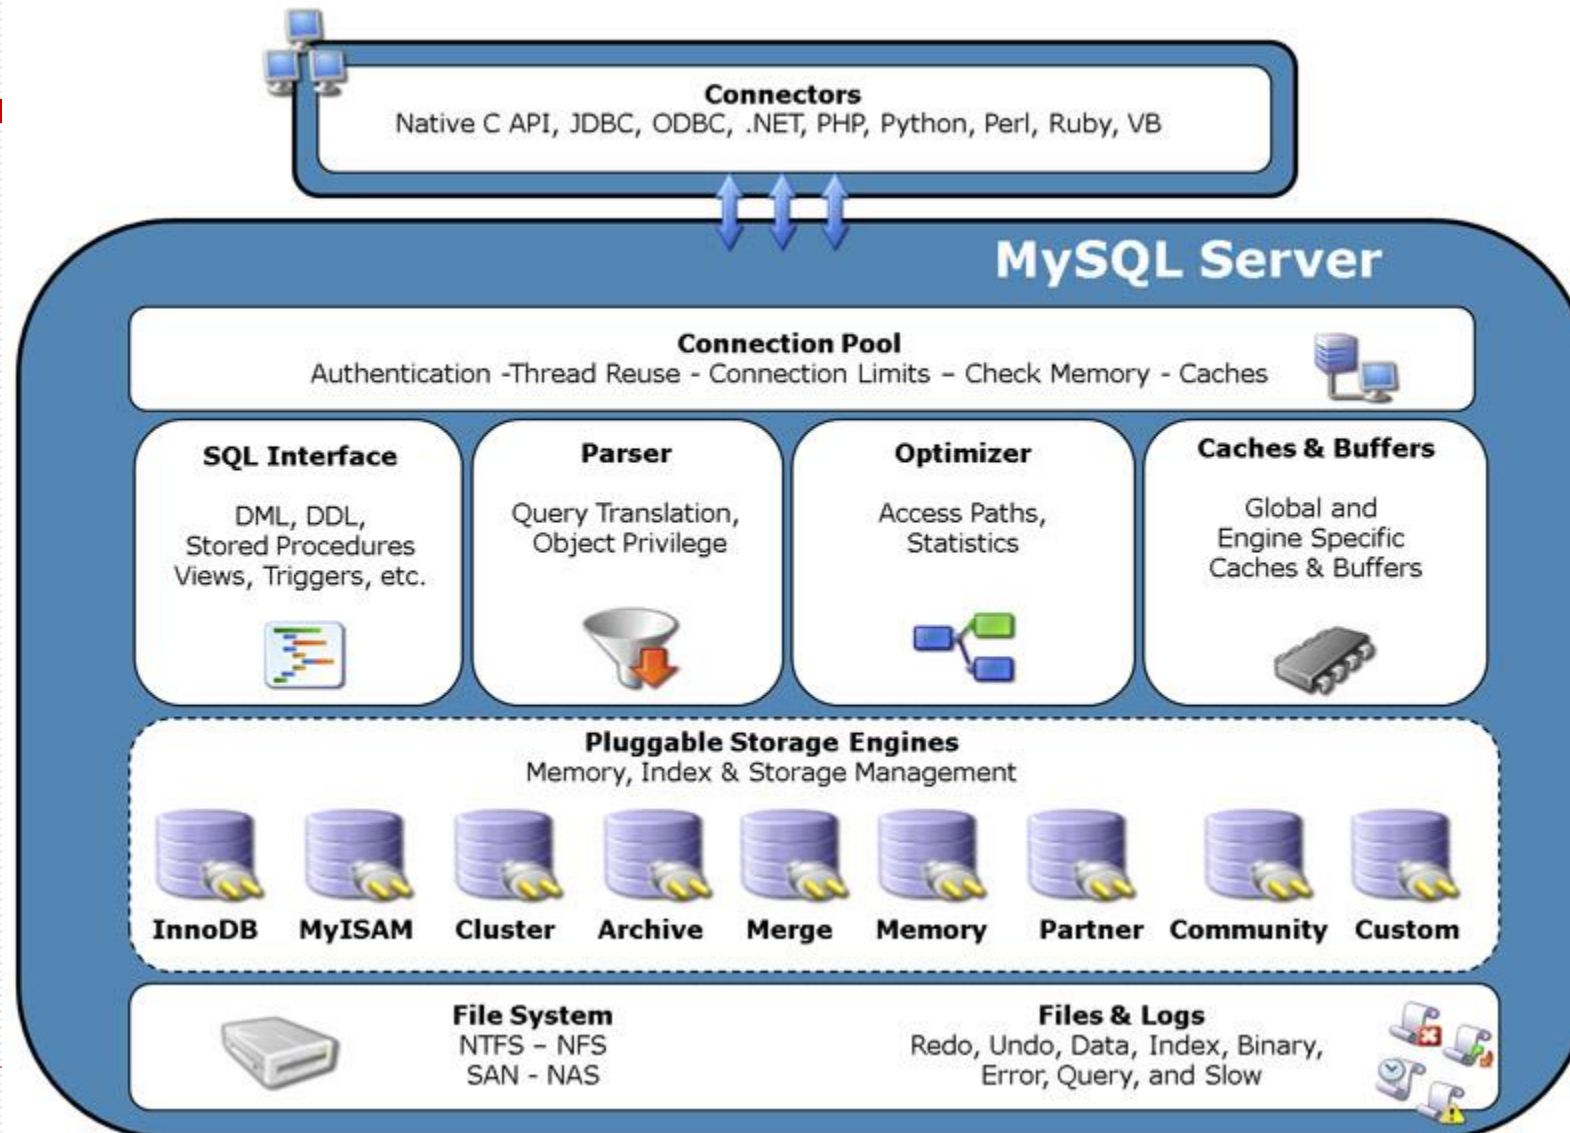 Connectors
Native C API, JDBC, ODBC, .NET, PHP, Python, Perl, Ruby, VB
MySQL Server
Connection Pool
Authentication -Thread Reuse - Connection Limits – Check Memory - Caches
SQL Interface
DML, DDL,
Stored Procedures
Views, Triggers, etc.
Parser
Query Translation,
Object Privilege
Optimizer
Access Paths,
Statistics
Caches & Buffers
Global and
Engine Specific
Caches & Buffers
Pluggable Storage Engines
Memory, Index & Storage Management
InnoDB
MyISAM
Cluster
Archive
Merge
Memory
Partner
Community
Custom
File System
NTFS – NFS
SAN - NAS
Files & Logs
Redo, Undo, Data, Index, Binary,
Error, Query, and Slow